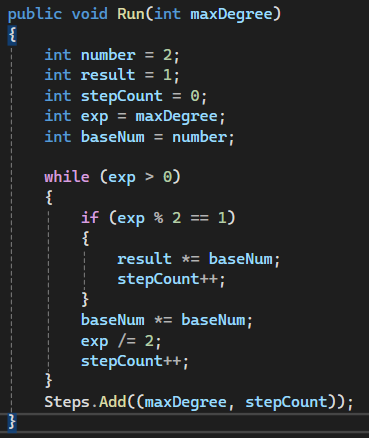 public void Run(int maxDegree)
{
    int number = 2;
    int result = 1;
    int stepCount = 0;
    int exp = maxDegree;
    int baseNum = number;

    while (exp > 0)
    {
        if (exp % 2 == 1)
        {
            result *= baseNum;
            stepCount++;
        }
        baseNum *= baseNum;
        exp /= 2;
        stepCount++;
    }
    Steps.Add((maxDegree, stepCount));
}